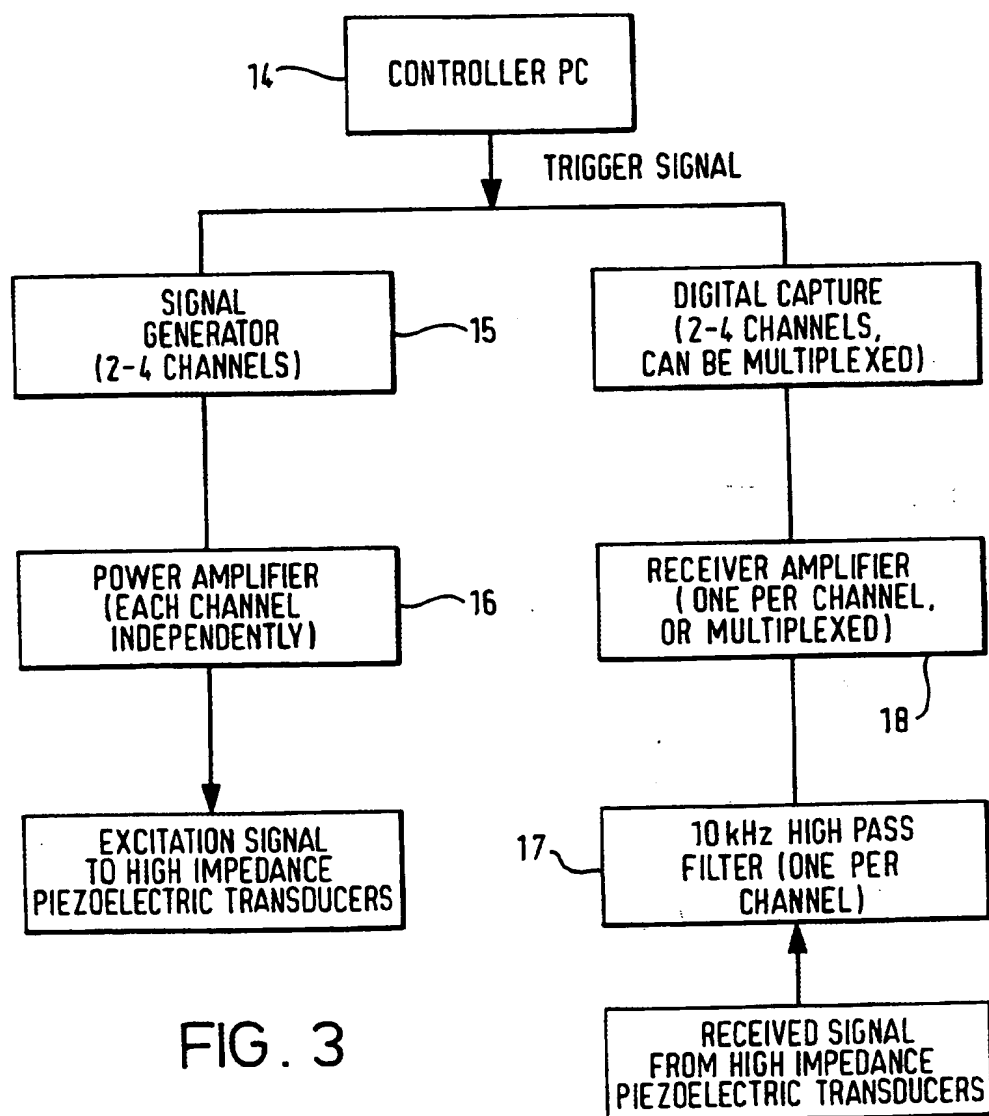 14
CONTROLLER PC
TRIGGER SIGNAL
SIGNAL
GENERATOR
(2-4 CHANNELS)
15
DIGITAL CAPTURE
(2-4 CHANNELS,
CAN BE MULTIPLEXED)
POWER AMPLIFIER
(EACH CHANNEL
INDEPENDENTLY)
16
RECEIVER AMPLIFIER
(ONE PER CHANNEL,
OR MULTIPLEXED)
18
EXCITATION SIGNAL
TO HIGH IMPEDANCE
PIEZOELECTRIC TRANSDUCERS
17
10kHz HIGH PASS
FILTER (ONE PER
CHANNEL)
RECEIVED SIGNAL
FROM HIGH IMPEDANCE
PIEZOELECTRIC TRANSDUCERS
FIG. 3